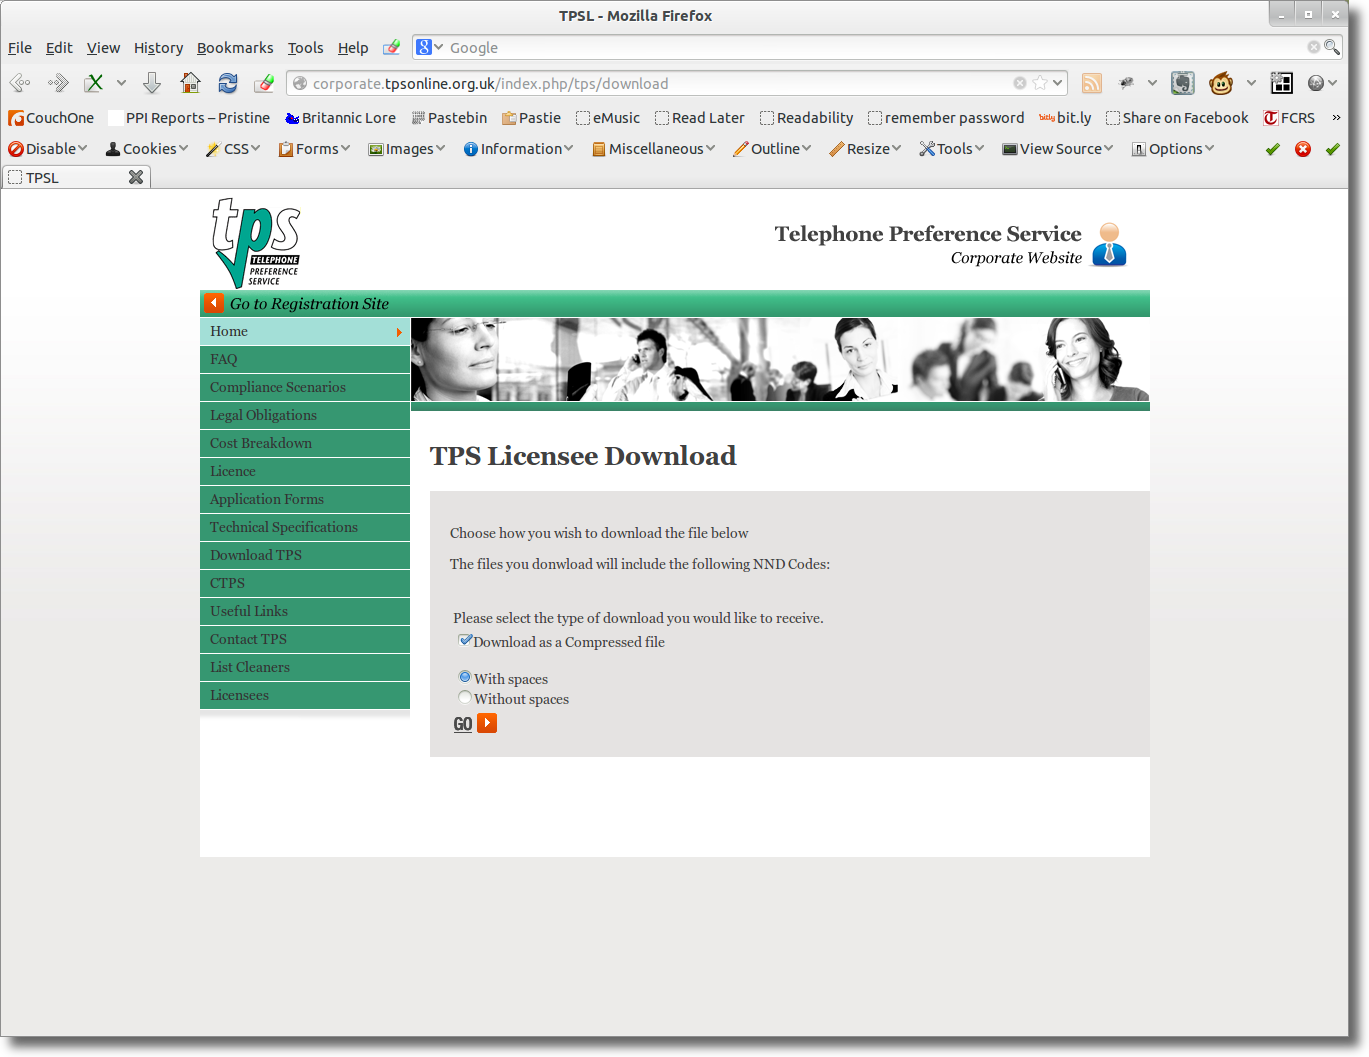 TPSL - Mozilla Firefox
File Edit View History Bookmarks Tools Help Google
corporate.tpsonline.org.uk/index.php/tps/download
CouchOne PPI Reports – Pristine Britannic Lore Pastebin Pastie eMusic Read Later Readability remember password bit.ly Share on Facebook FCRS »
Disable Cookies CSS Forms Images Information Miscellaneous Outline Resize Tools View Source Options
TPSL
tps
TELEPHONE
PREFERENCE
SERVICE
Telephone Preference Service
Corporate Website
Go to Registration Site
Home
FAQ
Compliance Scenarios
Legal Obligations
Cost Breakdown
Licence
Application Forms
Technical Specifications
Download TPS
CTPS
Useful Links
Contact TPS
List Cleaners
Licensees
TPS Licensee Download
Choose how you wish to download the file below
The files you donwload will include the following NND Codes:
Please select the type of download you would like to receive.
Download as a Compressed file
With spaces
Without spaces
GO